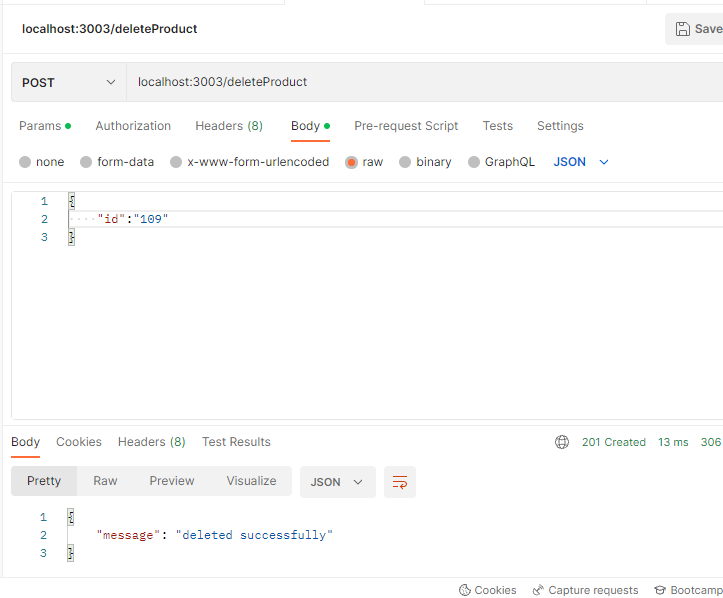 localhost:3003/deleteProduct
Save
POST localhost:3003/deleteProduct
Params Authorization Headers (8) Body Pre-request Script Tests Settings
none form-data x-www-form-urlencoded raw binary GraphQL JSON
1 {
2 "id":"109"
3 }
Body Cookies Headers (8) Test Results 201 Created 13 ms 306
Pretty Raw Preview Visualize JSON
1 {
2 "message": "deleted successfully"
3 }
Cookies Capture requests Bootcamp